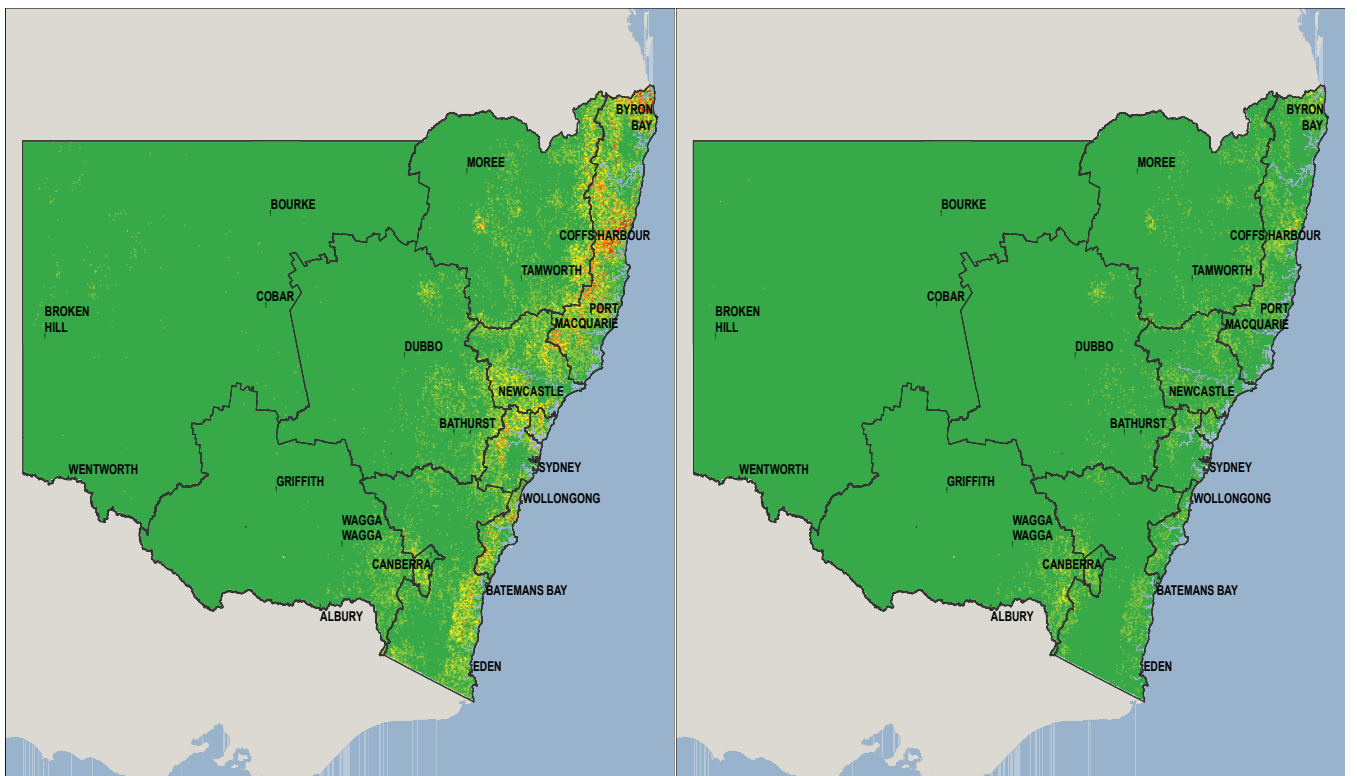 BYRON
BAY
MOREE
BOURKE
COFFS HARBOUR
TAMWORTH
COBAR
BROKEN
HILL
PORT
MACQUARIE
DUBBO
NEWCASTLE
BATHURST
SYDNEY
WENTWORTH
GRIFFITH
WOLLONGONG
WAGGA
WAGGA
CANBERRA
BATEMANS BAY
ALBURY
EDEN
BYRON
BAY
MOREE
BOURKE
COFFS HARBOUR
TAMWORTH
COBAR
BROKEN
HILL
PORT
MACQUARIE
DUBBO
NEWCASTLE
BATHURST
SYDNEY
WENTWORTH
GRIFFITH
WOLLONGONG
WAGGA
WAGGA
CANBERRA
BATEMANS BAY
ALBURY
EDEN